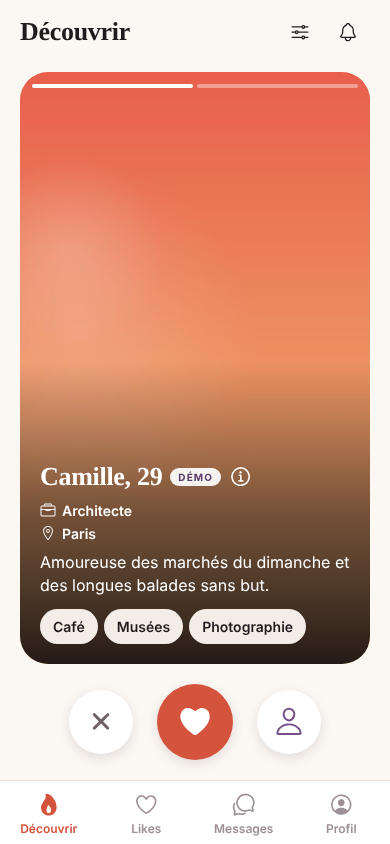 Découvrir
Camille, 29 DÉMO
Architecte
Paris
Amoureuse des marchés du dimanche et
des longues balades sans but.
Café Musées Photographie
Découvrir Likes Messages Profil